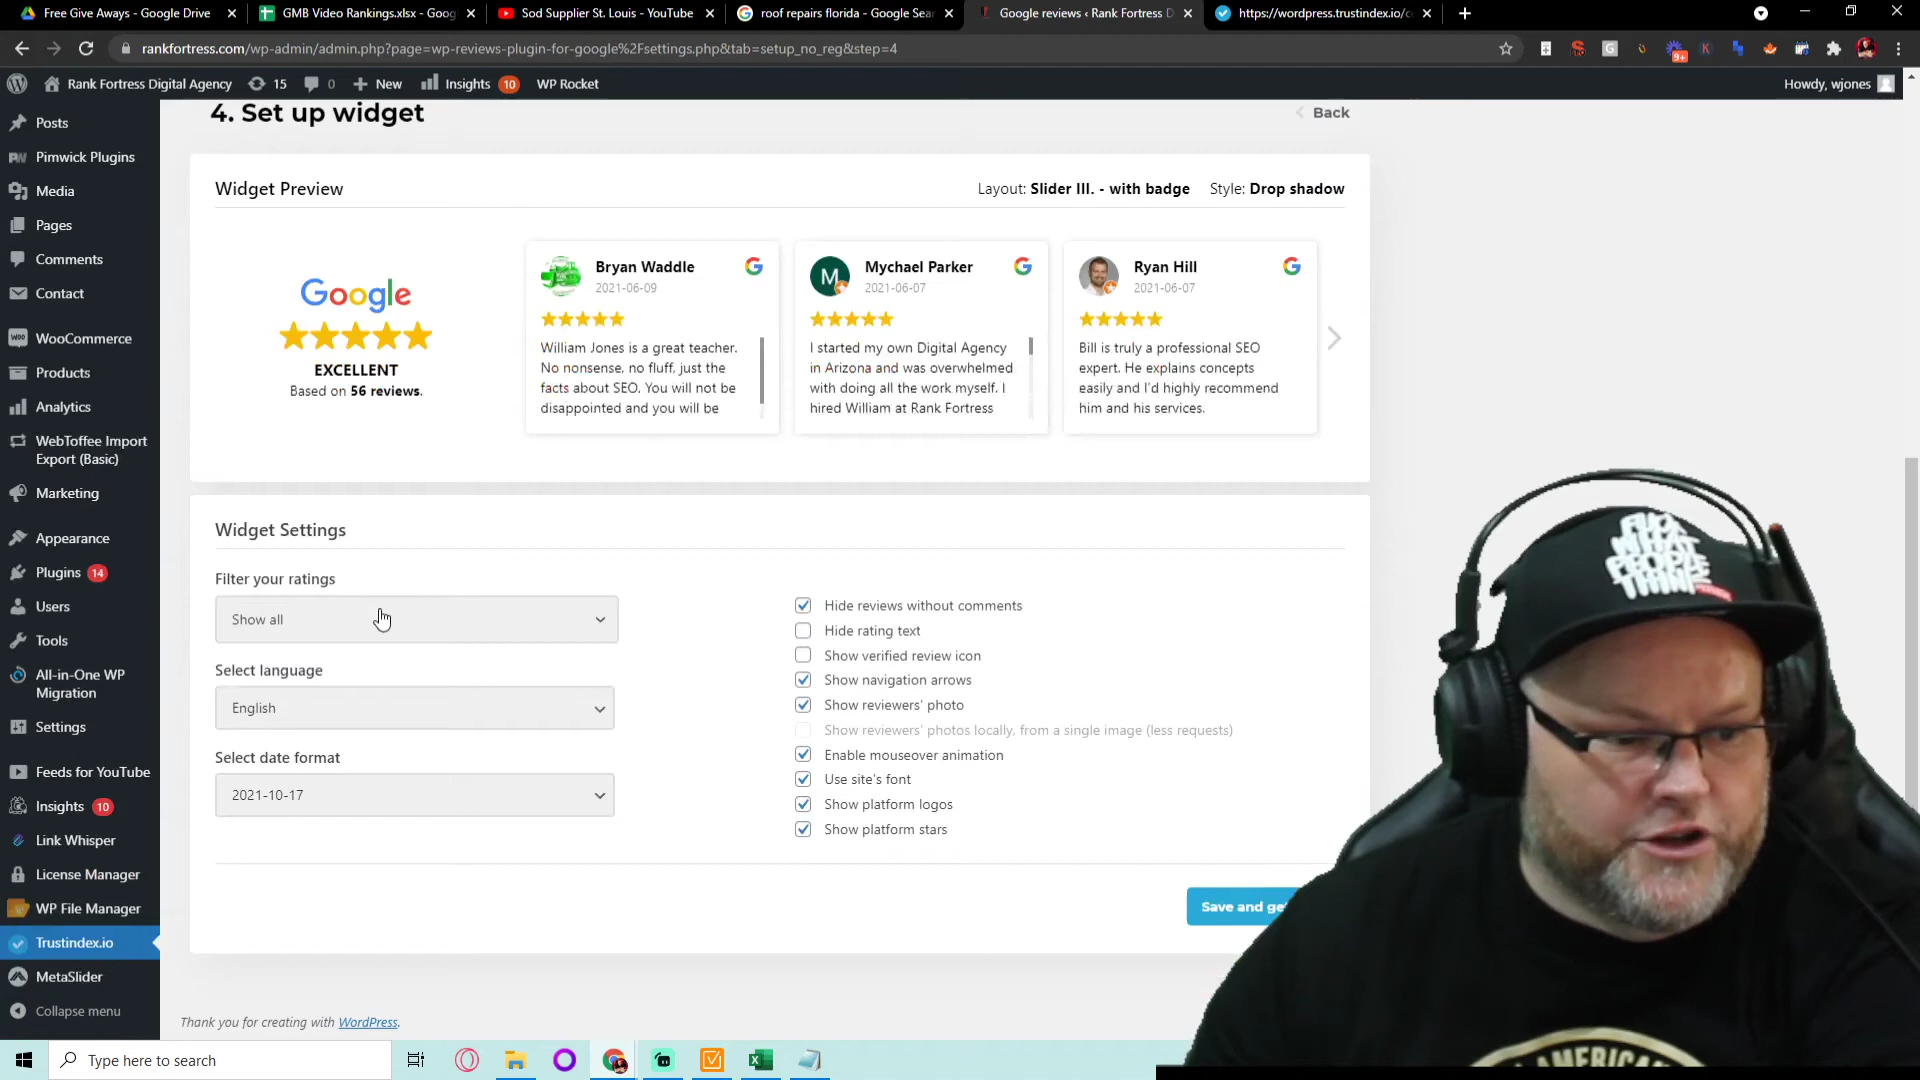 Free Give Aways - Google Drive
GMB Video Rankings.xlsx - Goog
Sod Supplier St. Louis - YouTube
roof repairs florida - Google Sear
Google reviews ‹ Rank Fortress D
https://wordpress.trustindex.io/c
rankfortress.com/wp-admin/admin.php?page=wp-reviews-plugin-for-google%2Fsettings.php&tab=setup_no_reg&step=4
9+
Rank Fortress Digital Agency
15
0
New
Insights 10
WP Rocket
Howdy, wjones
Posts
Pimwick Plugins
Media
Pages
Comments
Contact
WooCommerce
Products
Analytics
WebToffee Import
Export (Basic)
Marketing
Appearance
Plugins 14
Users
Tools
All-in-One WP
Migration
Settings
Feeds for YouTube
Insights 10
Link Whisper
License Manager
WP File Manager
Trustindex.io
MetaSlider
Collapse menu
4. Set up widget
Back
Widget Preview
Layout: Slider III. - with badge Style: Drop shadow
Google
EXCELLENT
Based on 56 reviews.
Bryan Waddle
2021-06-09
William Jones is a great teacher.
No nonsense, no fluff, just the
facts about SEO. You will not be
disappointed and you will be
M
Mychael Parker
2021-06-07
I started my own Digital Agency
in Arizona and was overwhelmed
with doing all the work myself. I
hired William at Rank Fortress
Ryan Hill
2021-06-07
Bill is truly a professional SEO
expert. He explains concepts
easily and I'd highly recommend
him and his services.
Widget Settings
Filter your ratings
Show all
Select language
English
Select date format
2021-10-17
Hide reviews without comments
Hide rating text
Show verified review icon
Show navigation arrows
Show reviewers' photo
Show reviewers' photos locally, from a single image (less requests)
Enable mouseover animation
Use site's font
Show platform logos
Show platform stars
Save and ge
Thank you for creating with WordPress.
FUCK
WHAT
PEOPLE
THINK
AMERICA
Type here to search